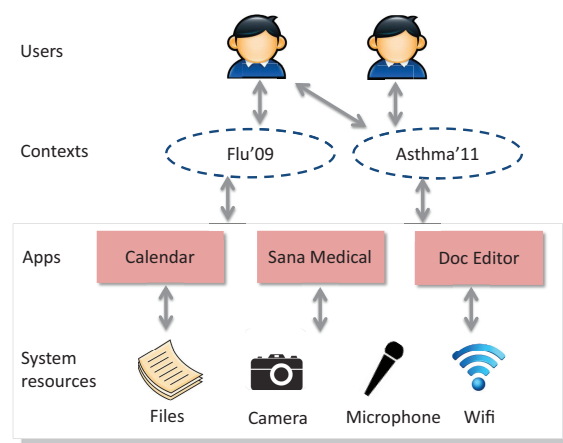 Users
Contexts
Flu’09
Asthma’11
Apps
Calendar
Sana Medical
Doc Editor
System
resources
Files
Camera
Microphone
Wifi